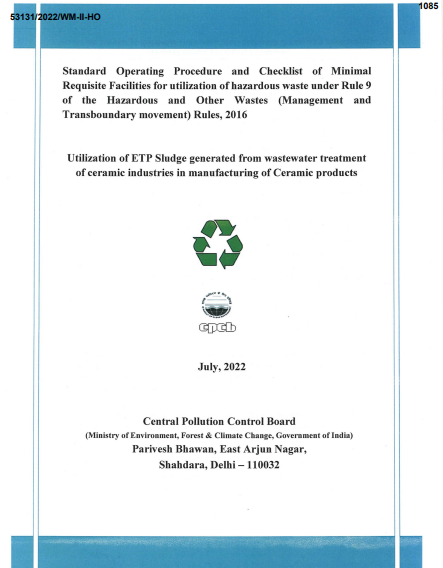 53131/2022/WM-II-HO
1085
Standard Operating Procedure and Checklist of Minimal
Requisite Facilities for utilization of hazardous waste under Rule 9
of the Hazardous and Other Wastes (Management and
Transboundary movement) Rules, 2016
Utilization of ETP Sludge generated from wastewater treatment
of ceramic industries in manufacturing of Ceramic products
cpcb
July, 2022
Central Pollution Control Board
(Ministry of Environment, Forest & Climate Change, Government of India)
Parivesh Bhawan, East Arjun Nagar,
Shahdara, Delhi – 110032